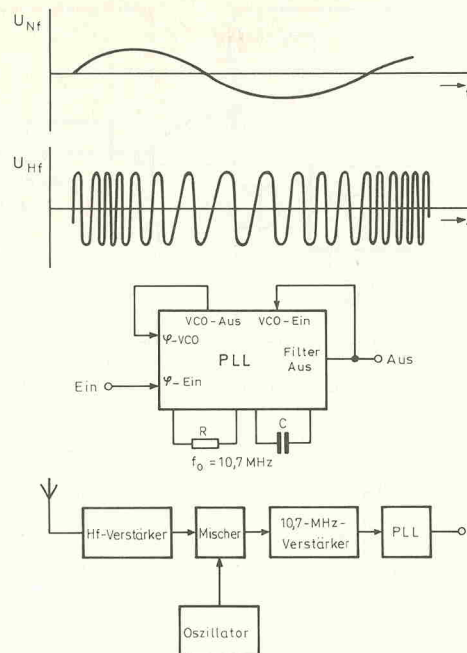 U Nf
U Hf
VCO-Aus VCO-Ein
φ-VCO
PLL
Filter
Aus
Aus
Ein
φ-Ein
R
C
f₀ = 10,7 MHz
Hf-Verstärker
Mischer
10,7-MHz-
Verstärker
PLL
Oszillator